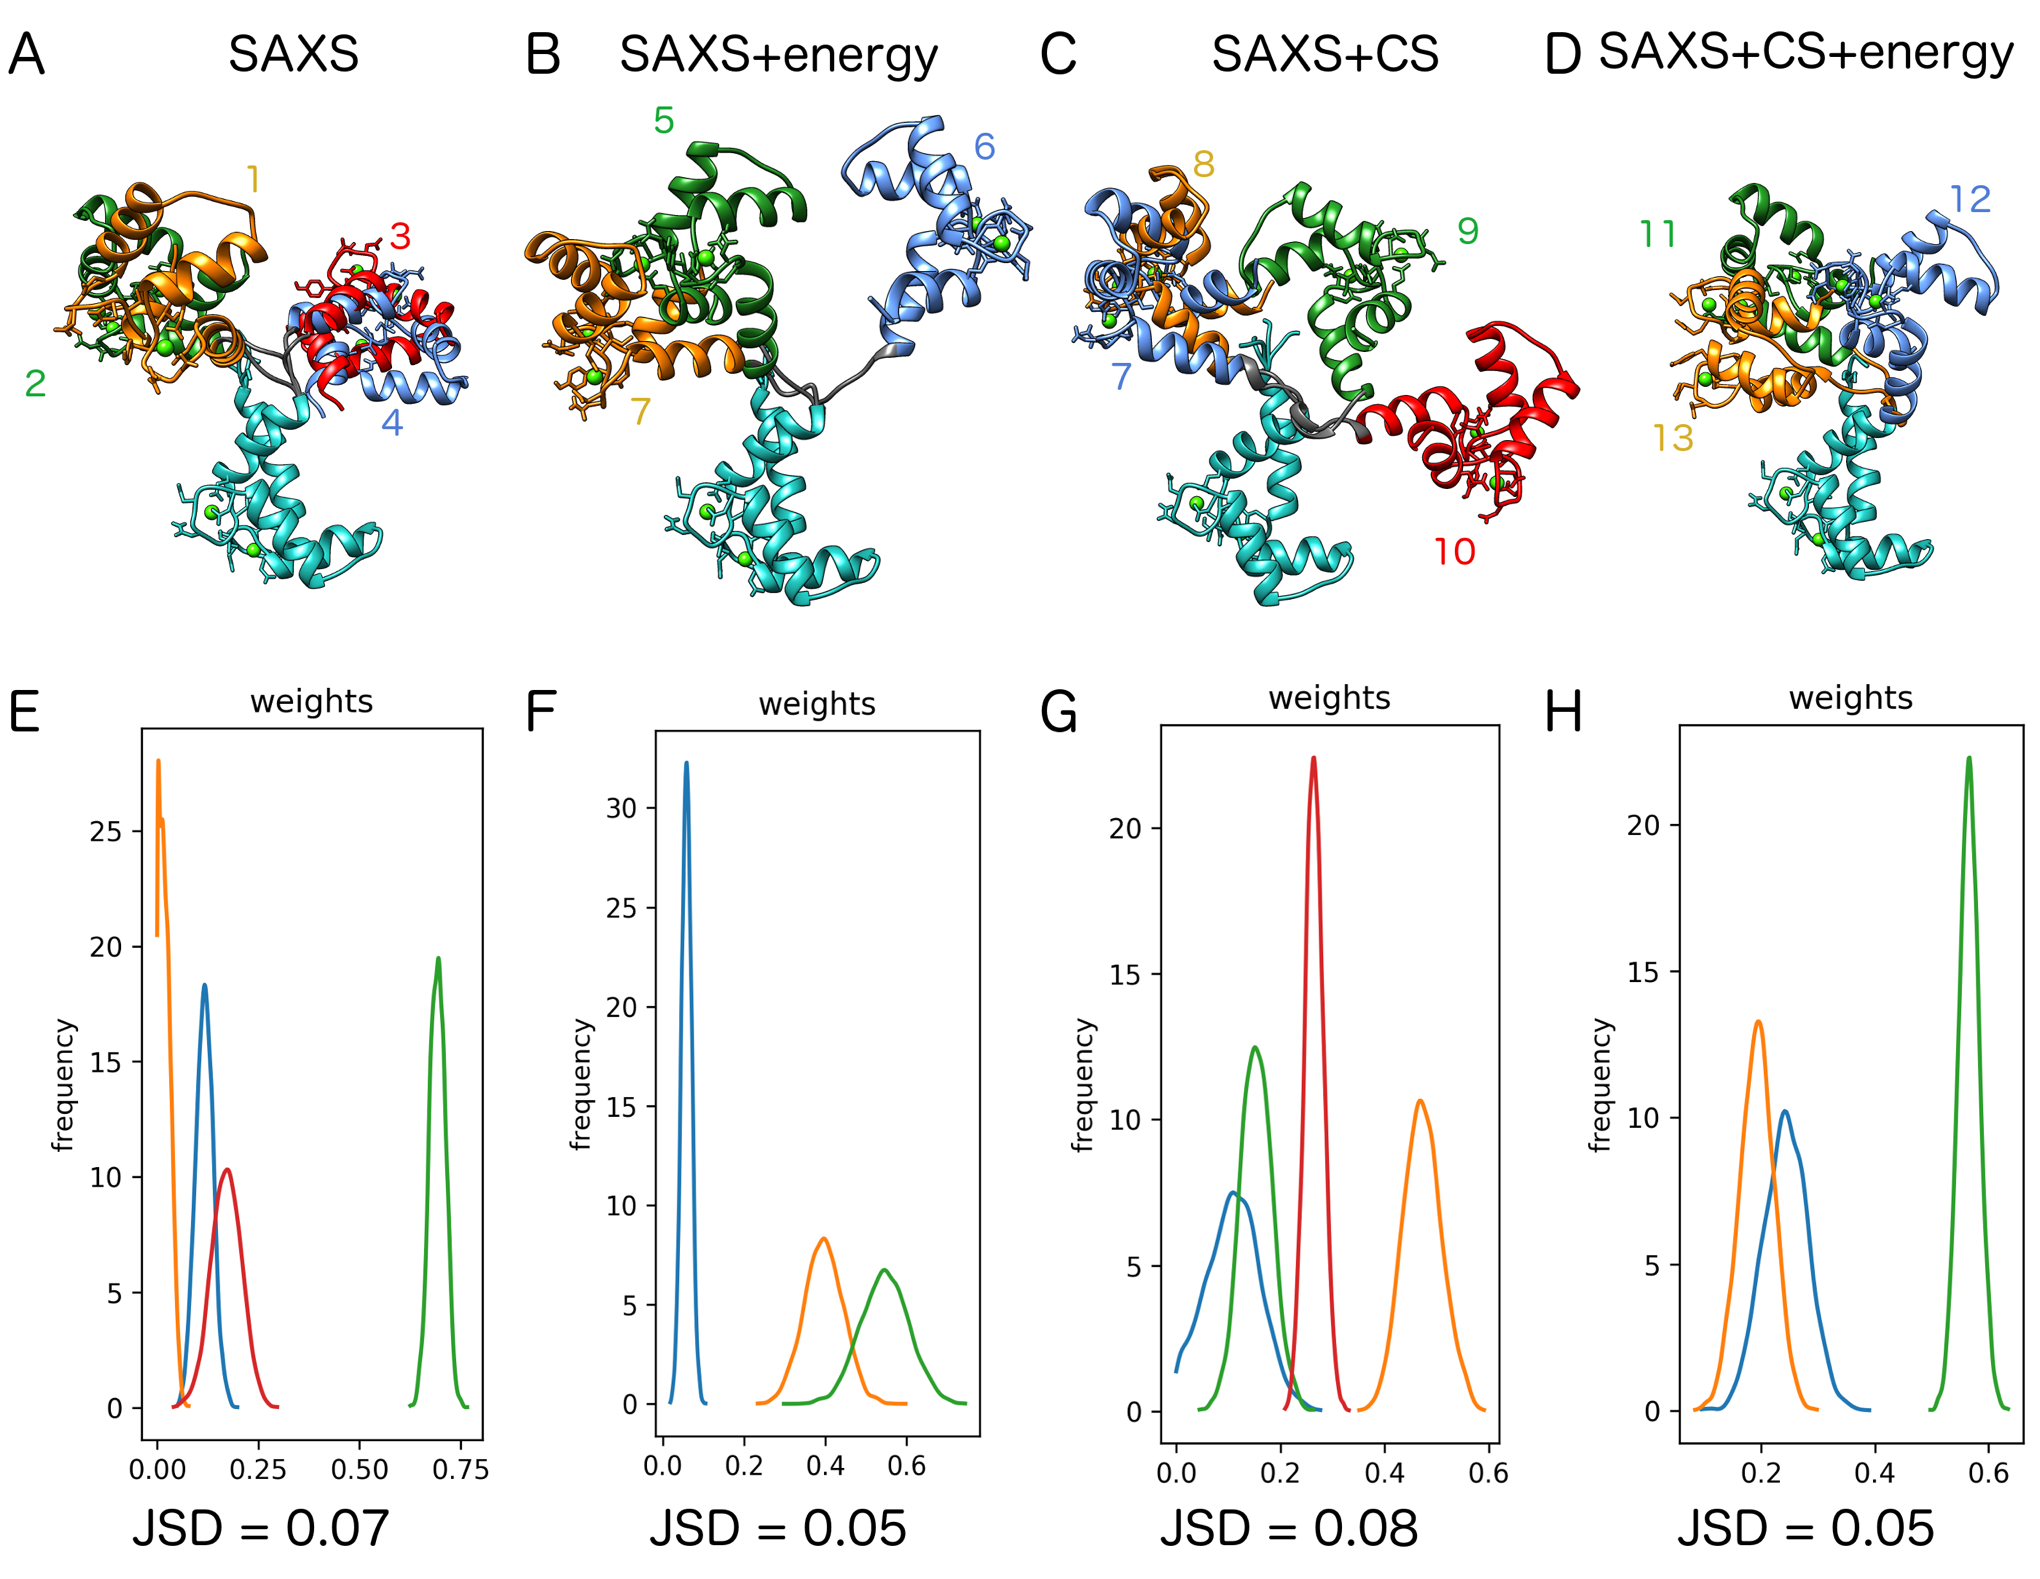 A SAXS
B SAXS+energy
C SAXS+CS
D SAXS+CS+energy
1
2
3
4
5
6
7
8
7
9
10
11
12
13
E
weights
frequency
25
20
15
10
5
0
0.00 0.25 0.50 0.75
JSD = 0.07
F
weights
frequency
30
25
20
15
10
5
0
0.0 0.2 0.4 0.6
JSD = 0.05
G
weights
frequency
20
15
10
5
0
0.0 0.2 0.4 0.6
JSD = 0.08
H
weights
frequency
20
15
10
5
0
0.2 0.4 0.6
JSD = 0.05